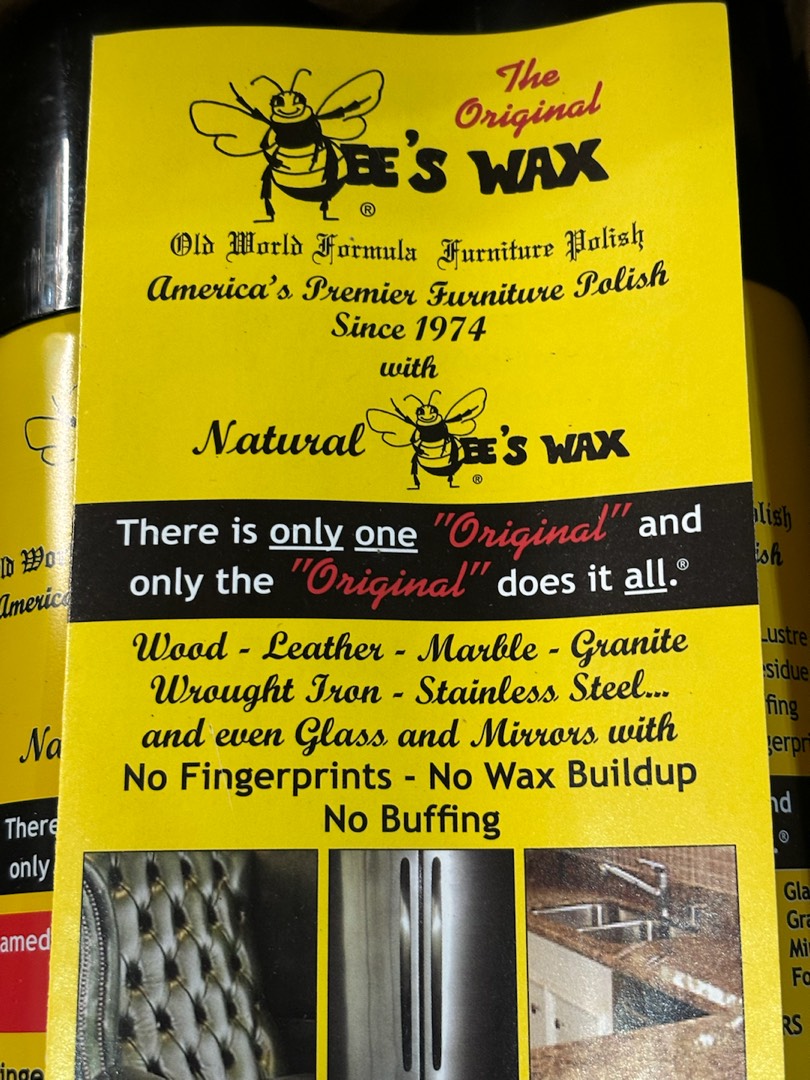 The
Original
BEE'S WAX
®
Old World Formula Furniture Polish
America's Premier Furniture Polish
Since 1974
with
Natural BEE'S WAX
®
There is only one "Original" and
only the "Original" does it all.®
Wood - Leather - Marble - Granite
Wrought Iron - Stainless Steel...
and even Glass and Mirrors with
No Fingerprints - No Wax Buildup
No Buffing
There
only